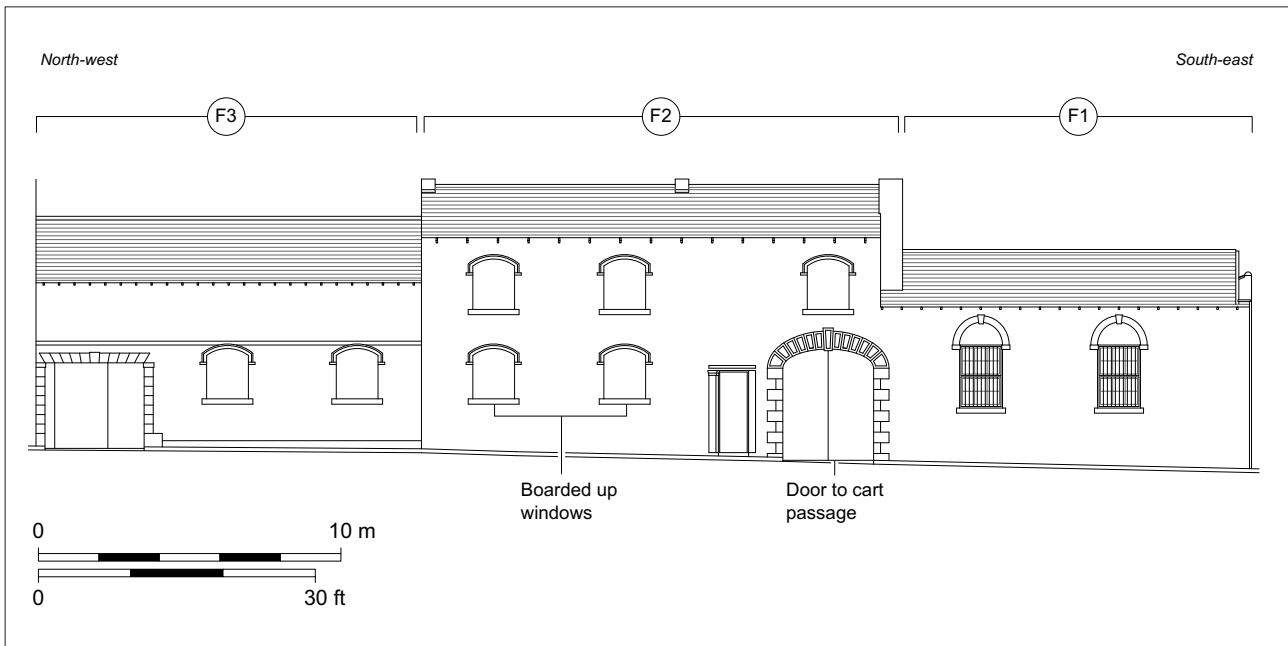 North-west
South-east
F3
F2
F1
Boarded up
windows
Door to cart
passage
0
10 m
0
30 ft